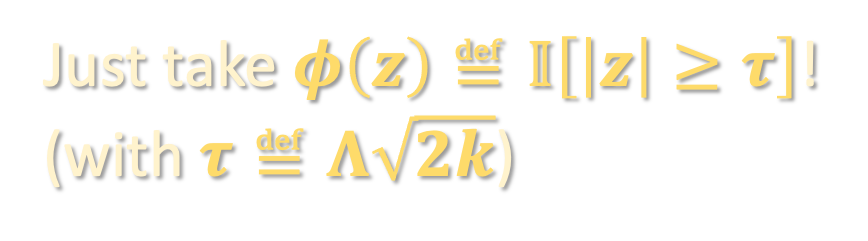 Just take 𝝓(𝒛) ≝ 𝕀[|𝒛| ≥ 𝝉]!
(with 𝝉 ≝ 𝚲√𝟐𝒌)